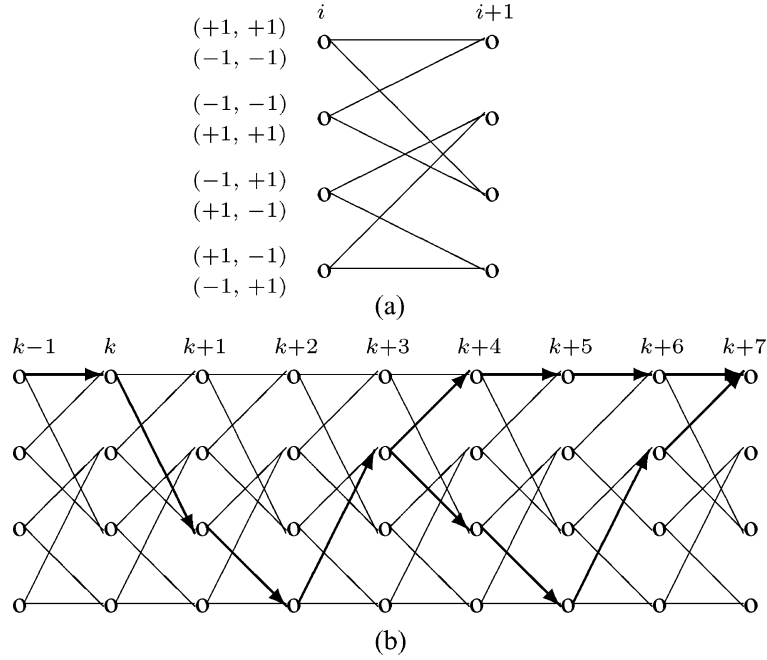 i i+1
(+1, +1)
(−1, −1)
(−1, −1)
(+1, +1)
(−1, +1)
(+1, −1)
(+1, −1)
(−1, +1)
(a)
k−1 k k+1 k+2 k+3 k+4 k+5 k+6 k+7
(b)